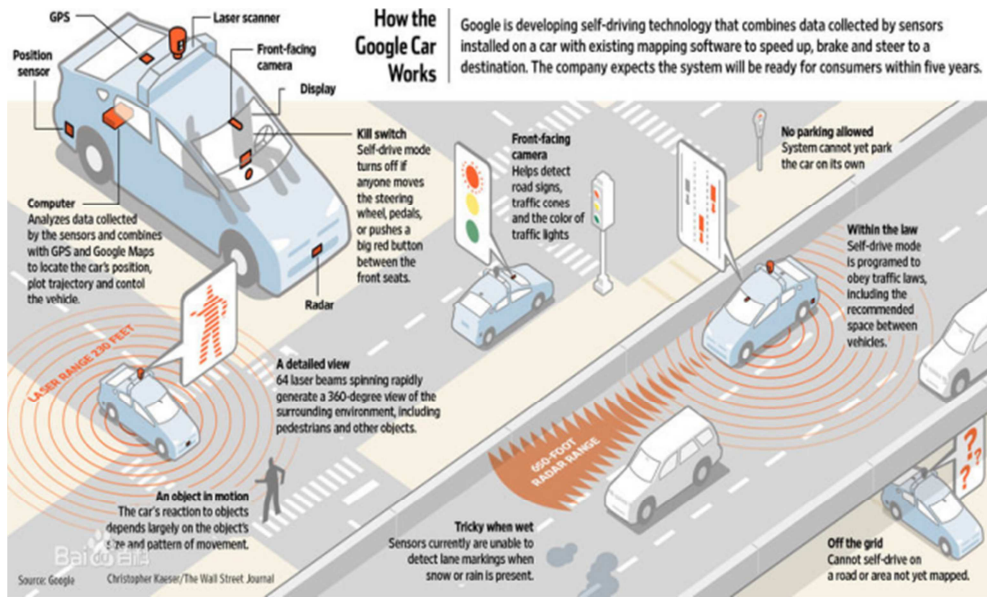 How the
Google Car
Works
Google is developing self-driving technology that combines data collected by sensors
installed on a car with existing mapping software to speed up, brake and steer to a
destination. The company expects the system will be ready for consumers within five years.
GPS
Laser scanner
Position
sensor
Front-facing
camera
Display
Kill switch
Self-drive mode
turns off if
anyone moves
the steering
wheel, pedals,
or pushes a
big red button
between the
front seats.
Computer
Analyzes data collected
by the sensors and combines
with GPS and Google Maps
to locate the car's position,
plot trajectory and contol
the vehicle.
Radar
Front-facing
camera
Helps detect
road signs,
traffic cones
and the color of
traffic lights
No parking allowed
System cannot yet park
the car on its own
Within the law
Self-drive mode
is programed to
obey traffic laws,
including the
recommended
space between
vehicles.
LASER RANGE 230 FEET
A detailed view
64 laser beams spinning rapidly
generate a 360-degree view of the
surrounding environment, including
pedestrians and other objects.
650-FOOT
RADAR RANGE
???
An object in motion
The car's reaction to objects
depends largely on the object's
size and pattern of movement.
Tricky when wet
Sensors currently are unable to
detect lane markings when
snow or rain is present.
Off the grid
Cannot self-drive on
a road or area not yet mapped.
Bai百科
Source: Google
Christopher Kaeser/The Wall Street Journal